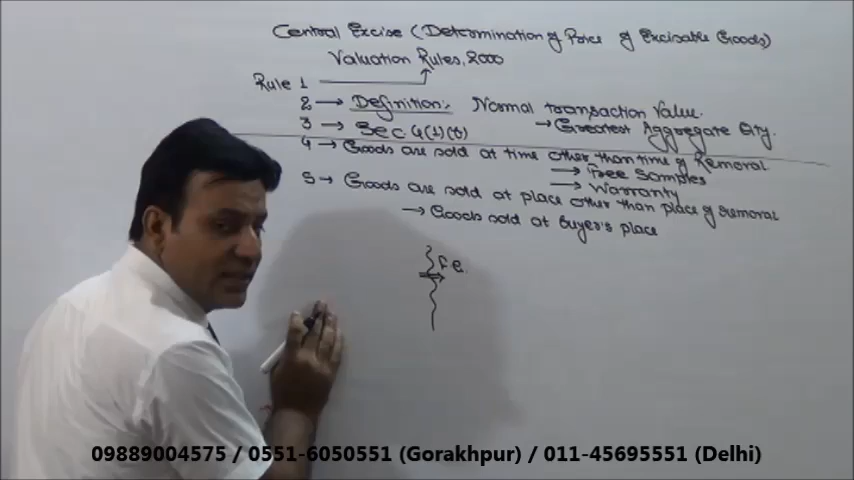 Central Excise (Determination of Price of Excisable Goods)
Valuation Rules, 2000
Rule 1
2 → Definition:- Normal transaction value.
→ Greatest Aggregate Qty.
3 → Sec 4(1)(b)
4 → Goods are sold at time other than time of Removal
→ Free Samples
→ Warranty
5 → Goods are sold at place other than place of removal
→ Goods sold at buyer's place
09889004575 / 0551-6050551 (Gorakhpur) / 011-45695551 (Delhi)